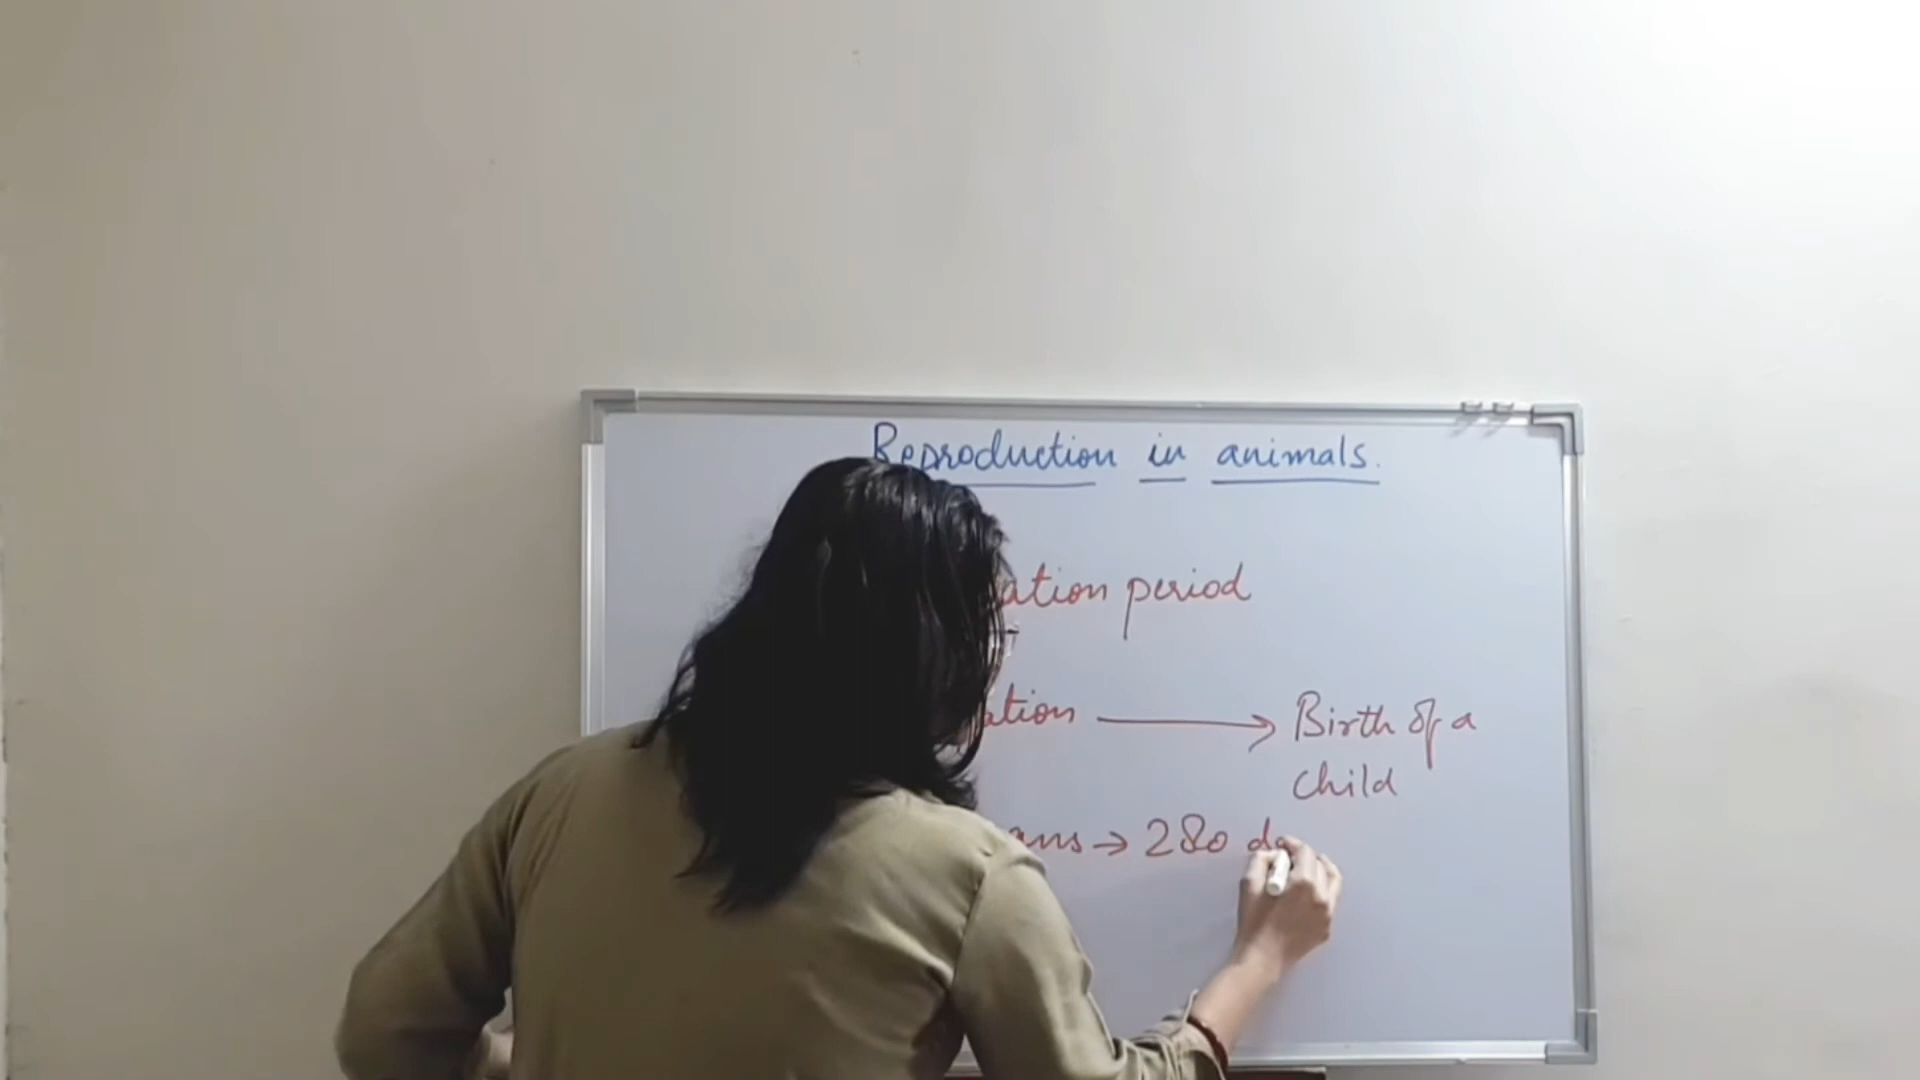 Reproduction in animals.
ation period
ation → Birth of a
child
ans → 280 da